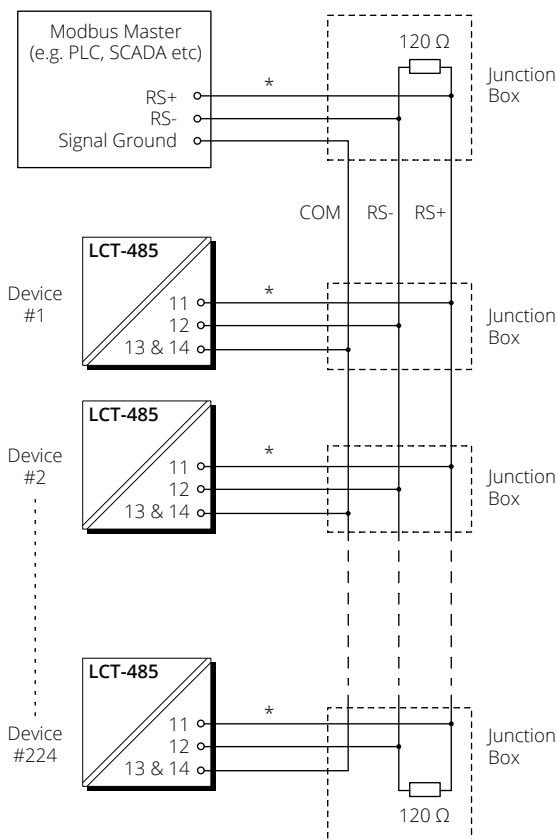 Modbus Master
(e.g. PLC, SCADA etc)
RS+
RS-
Signal Ground
*
120 Ω
Junction
Box
COM
RS-
RS+
LCT-485
Device
#1
11
12
13 & 14
*
Junction
Box
LCT-485
Device
#2
11
12
13 & 14
*
Junction
Box
LCT-485
Device
#224
11
12
13 & 14
*
Junction
Box
120 Ω